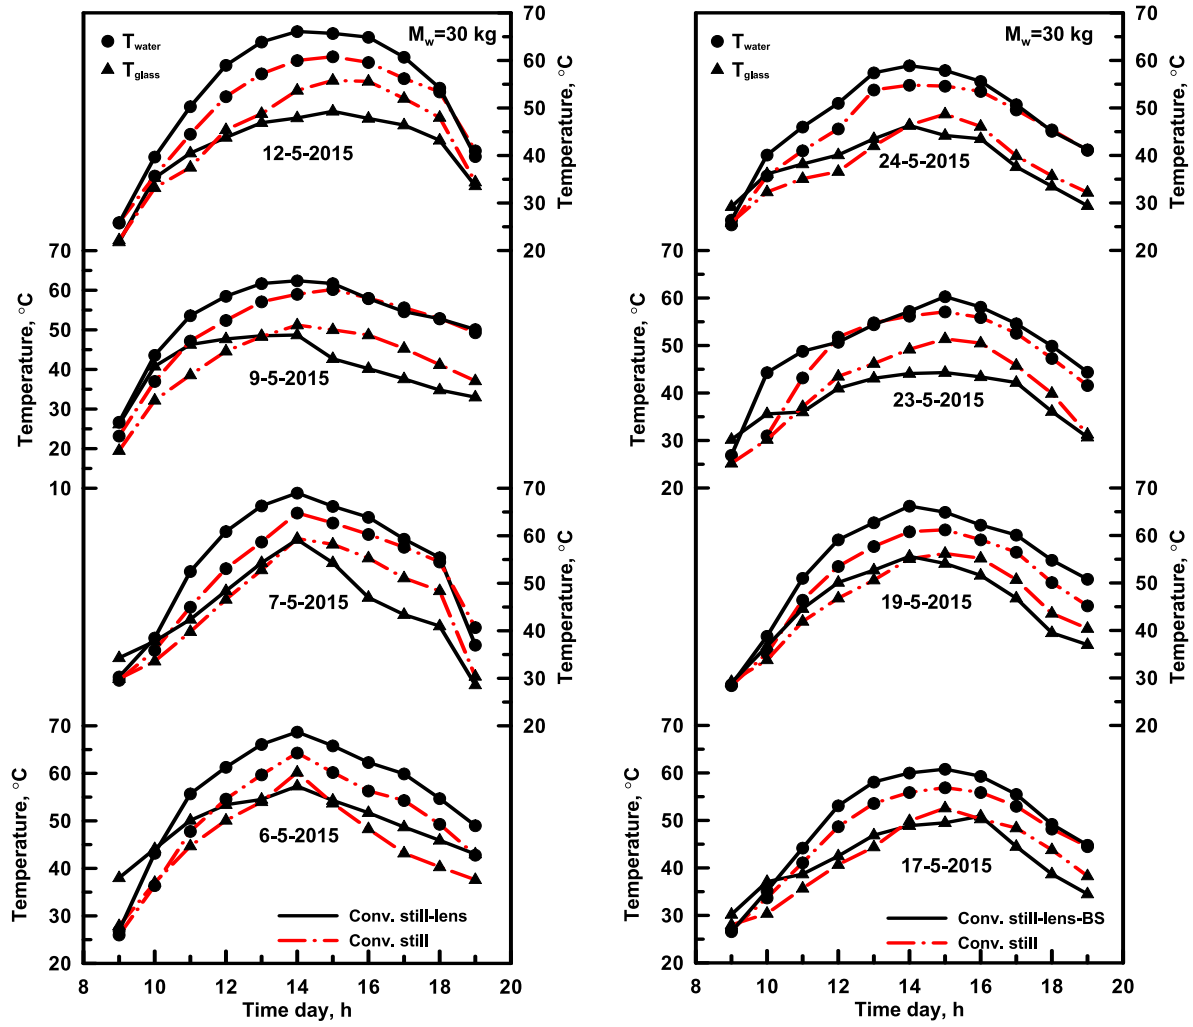 70
60
50
40
30
20
Temperature, °C
T_water
T_glass
M_w=30 kg
12-5-2015
70
60
50
40
30
20
10
Temperature, °C
9-5-2015
70
60
50
40
30
20
Temperature, °C
7-5-2015
70
60
50
40
30
20
Temperature, °C
6-5-2015
Conv. still-lens
Conv. still
8 10 12 14 16 18 20
Time day, h
70
60
50
40
30
20
Temperature, °C
T_water
T_glass
M_w=30 kg
24-5-2015
70
60
50
40
30
20
Temperature, °C
23-5-2015
70
60
50
40
30
20
Temperature, °C
19-5-2015
70
60
50
40
30
20
Temperature, °C
17-5-2015
Conv. still-lens-BS
Conv. still
8 10 12 14 16 18 20
Time day, h